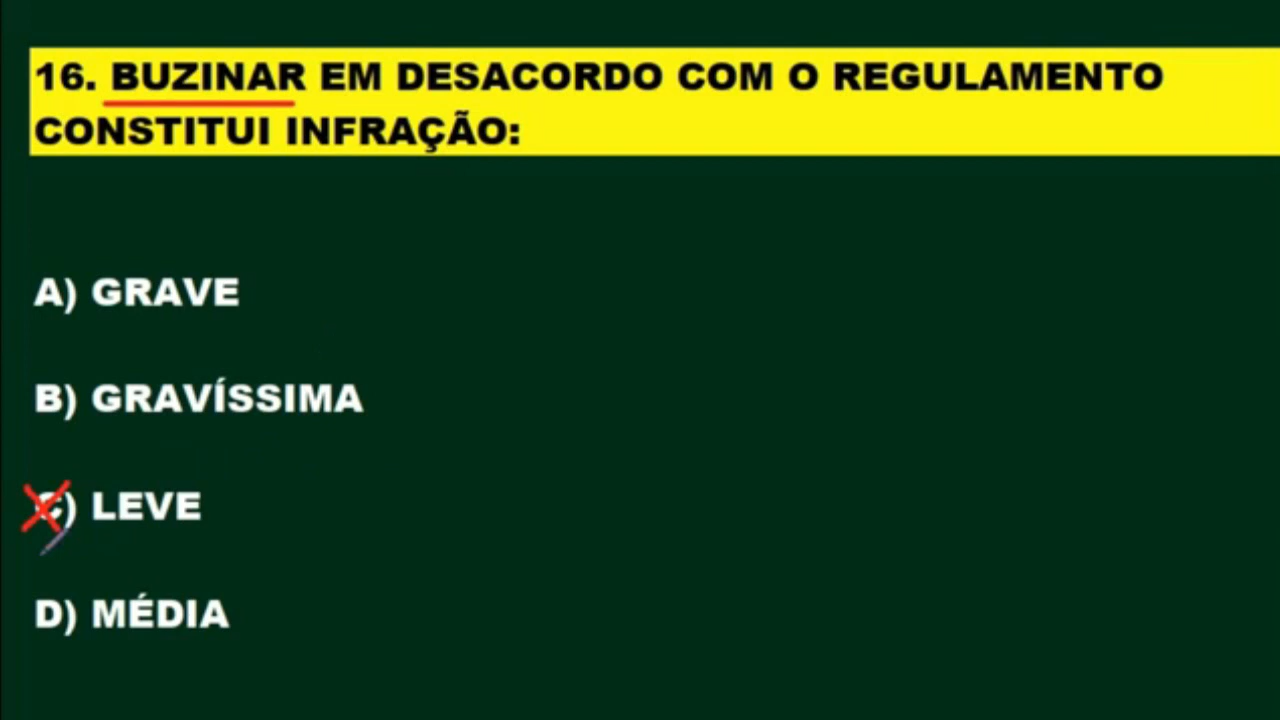 16. BUZINAR EM DESACORDO COM O REGULAMENTO
CONSTITUI INFRAÇÃO:
A) GRAVE
B) GRAVÍSSIMA
C) LEVE
D) MÉDIA